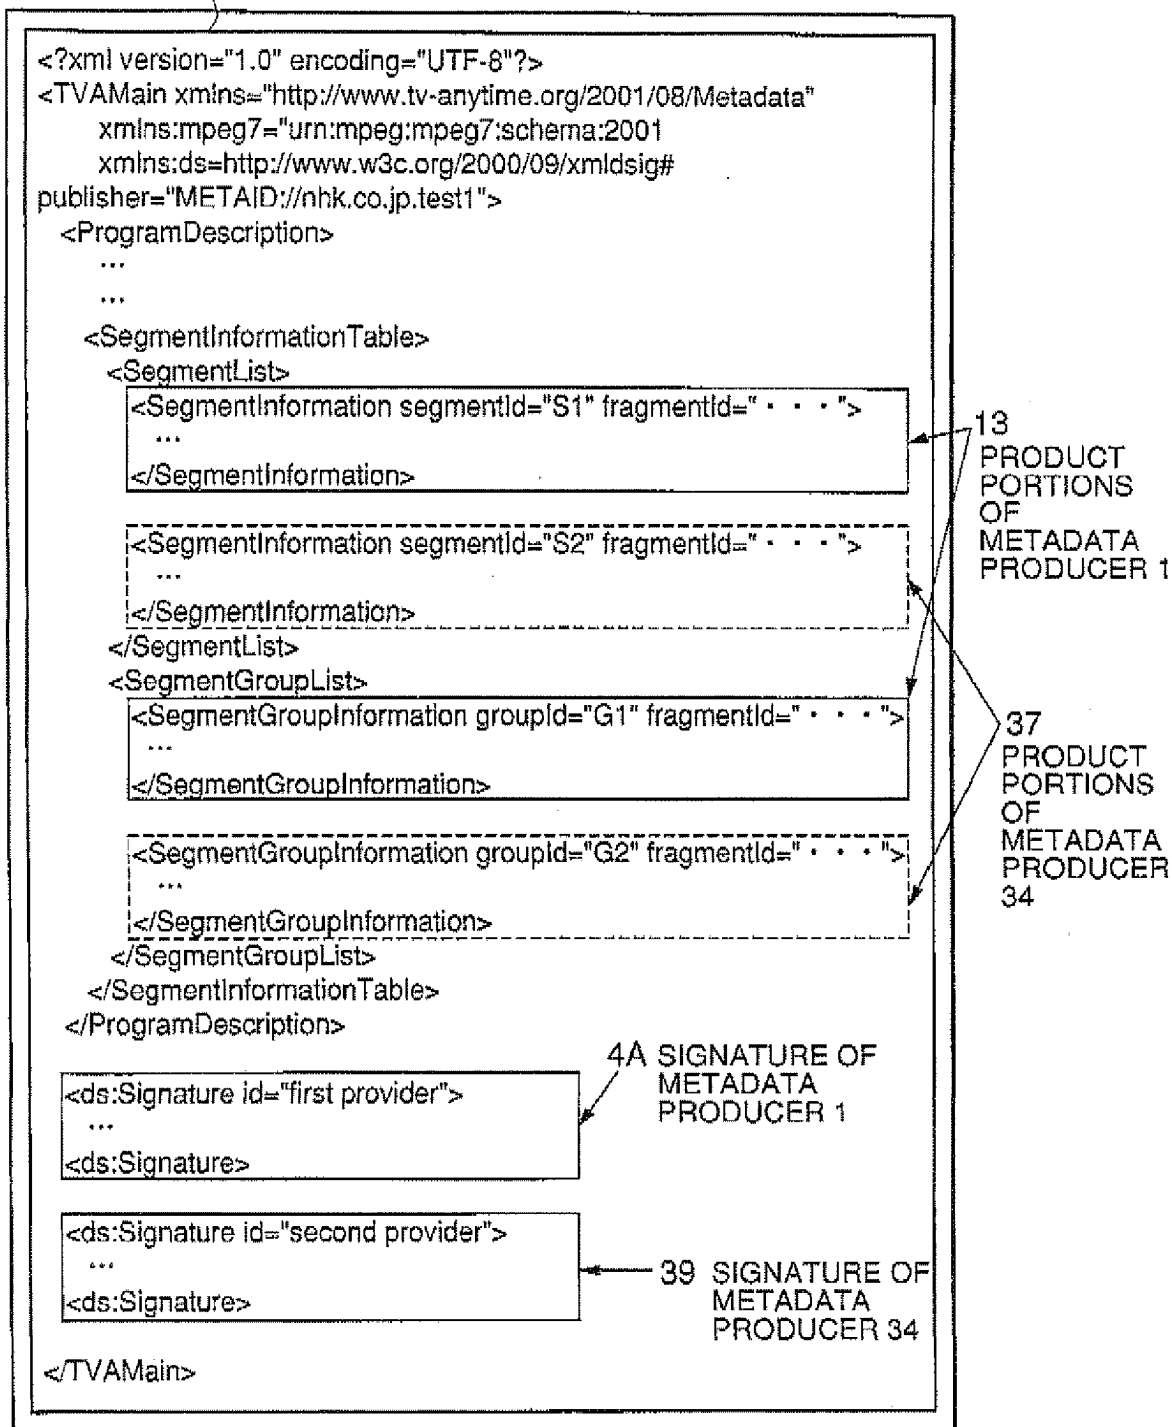 <?xml version="1.0" encoding="UTF-8"?>
<TVAMain xmlns="http://www.tv-anytime.org/2001/08/Metadata"
xmlns:mpeg7="urn:mpeg:mpeg7:schema:2001
xmlns:ds=http://www.w3c.org/2000/09/xmldsig#
publisher="METAID://nhk.co.jp.test1">
<ProgramDescription>
...
...
<SegmentInformationTable>
<SegmentList>
<SegmentInformation segmentId="S1" fragmentId="・・・">
...
</SegmentInformation>
13
PRODUCT
PORTIONS
OF
METADATA
PRODUCER 1
<SegmentInformation segmentId="S2" fragmentId="・・・">
...
</SegmentInformation>
</SegmentList>
<SegmentGroupList>
<SegmentGroupInformation groupId="G1" fragmentId="・・・">
...
</SegmentGroupInformation>
37
PRODUCT
PORTIONS
OF
METADATA
PRODUCER
34
<SegmentGroupInformation groupId="G2" fragmentId="・・・">
...
</SegmentGroupInformation>
</SegmentGroupList>
</SegmentInformationTable>
</ProgramDescription>
4A SIGNATURE OF
METADATA
PRODUCER 1
<ds:Signature id="first provider">
...
<ds:Signature>
<ds:Signature id="second provider">
...
<ds:Signature>
39 SIGNATURE OF
METADATA
PRODUCER 34
</TVAMain>